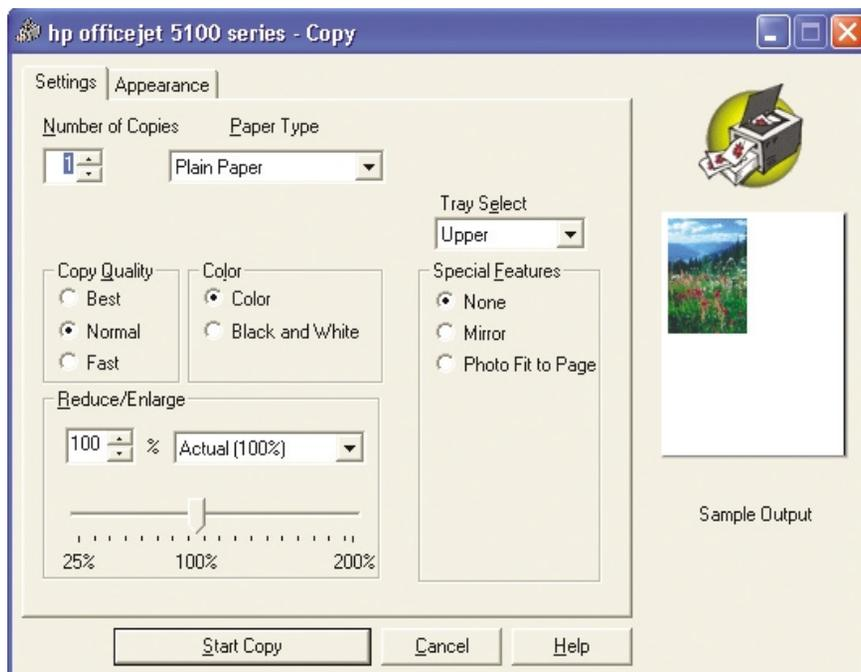 hp officejet 5100 series - Copy
Settings Appearance
Number of Copies Paper Type
1 Plain Paper
Tray Select
Upper
Copy Quality Color Special Features
Best Color None
Normal Black and White Mirror
Fast Photo Fit to Page
Reduce/Enlarge
100 % Actual (100%)
25% 100% 200%
Sample Output
Start Copy Cancel Help